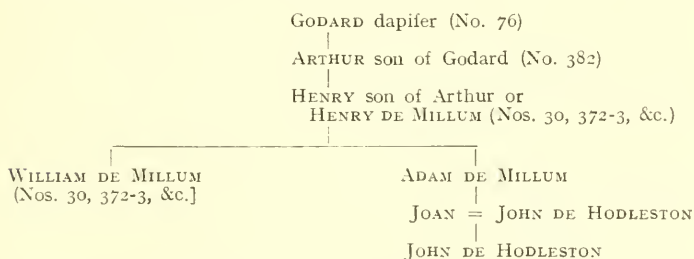 GODARD dapifer (No. 76)
ARTHUR son of Godard (No. 382)
HENRY son of Arthur or
HENRY DE MILLUM (Nos. 30, 372-3, &c.)
WILLIAM DE MILLUM
(Nos. 30, 372-3, &c.]
ADAM DE MILLUM
JOAN = JOHN DE HODLESTON
JOHN DE HODLESTON